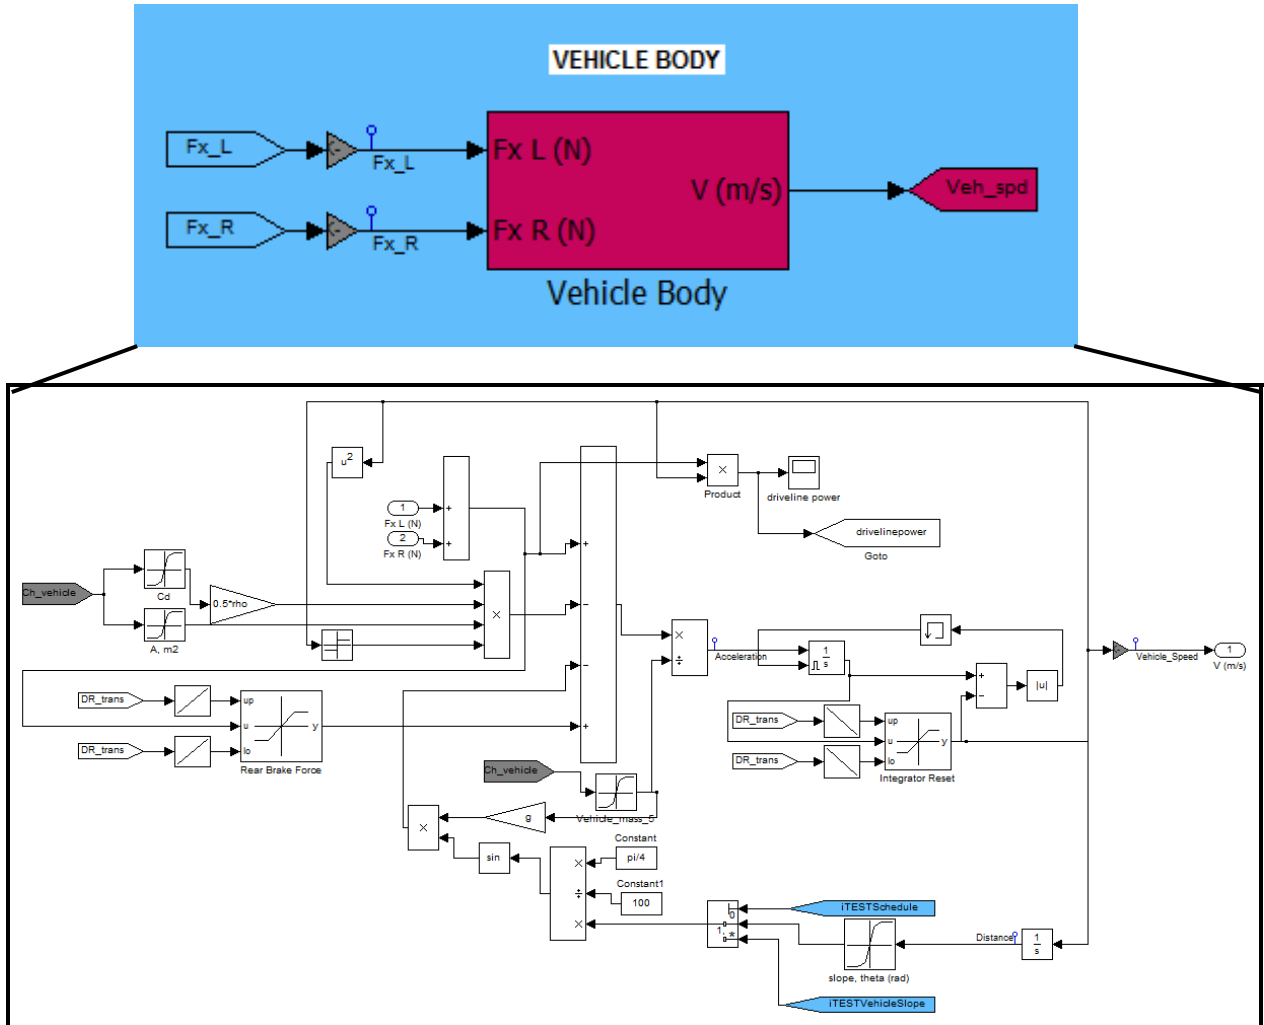 VEHICLE BODY
Fx_L
Fx_L
Fx L (N)
V (m/s)
Veh_spd
Fx_R
Fx_R
Fx R (N)
Vehicle Body
u2
1
Fx L (N)
2
Fx R (N)
+
+
×
Product
driveline power
drivelinepower
Goto
Ch_vehicle
Cd
A, m2
0.5*rho
×
+
−
−
+
×
÷
Acceleration
1
s
Vehicle_Speed
1
V (m/s)
+
−
|u|
DR_trans
DR_trans
up
u
lo
y
Rear Brake Force
DR_trans
DR_trans
up
u
lo
y
Integrator Reset
Ch_vehicle
Vehicle_mass_5
g
×
sin
×
÷
×
Constant
pi/4
Constant1
100
0
1,
*
iTESTSchedule
slope, theta (rad)
Distance
1
s
iTESTVehicleSlope